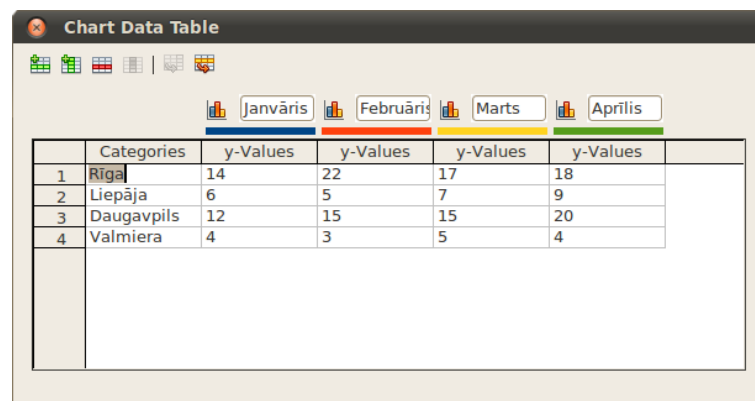 Chart Data Table
Janvāris Februāris Marts Aprīlis
Categories y-Values y-Values y-Values y-Values
1 Rīga 14 22 17 18
2 Liepāja 6 5 7 9
3 Daugavpils 12 15 15 20
4 Valmiera 4 3 5 4